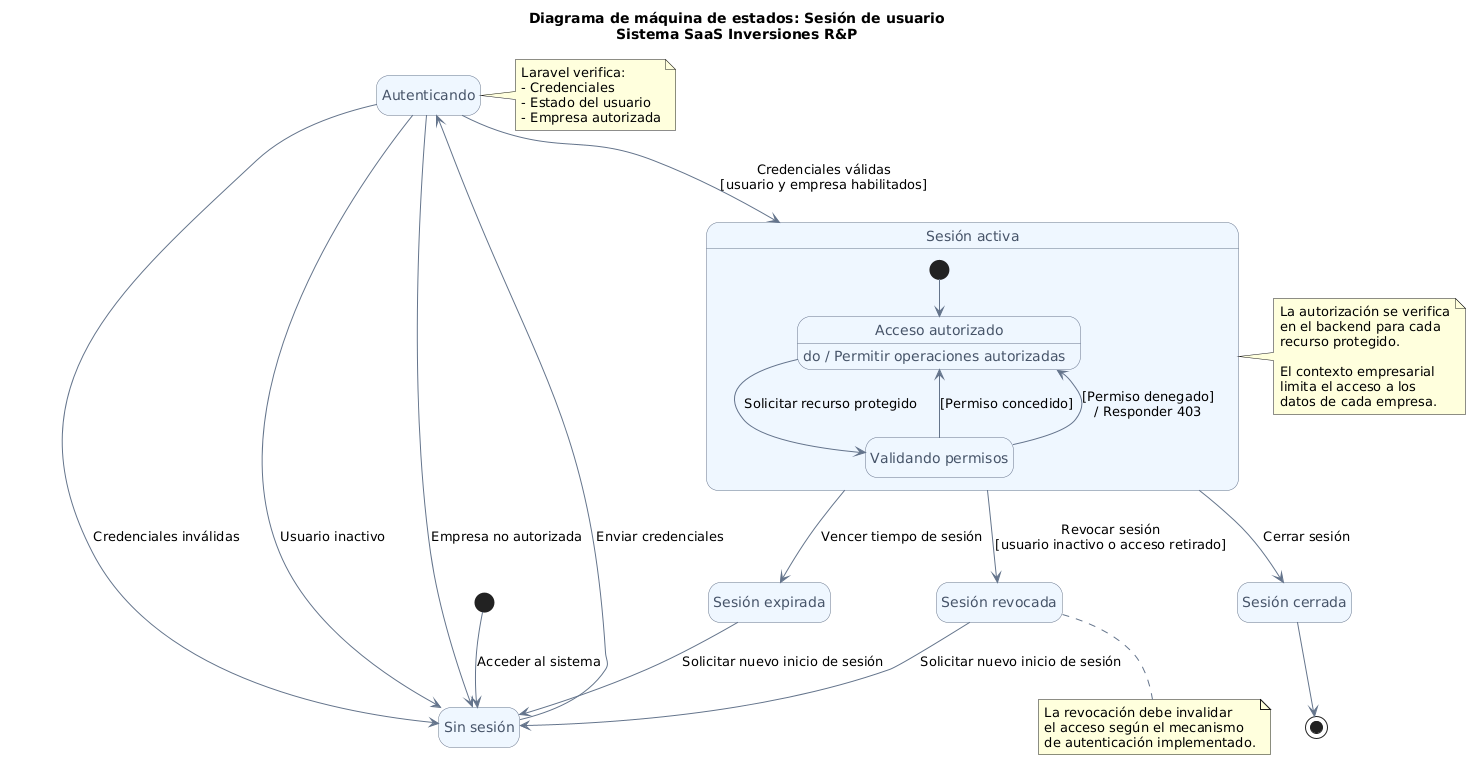 Diagrama de máquina de estados: Sesión de usuario
Sistema SaaS Inversiones R&P
Autenticando
Laravel verifica:
- Credenciales
- Estado del usuario
- Empresa autorizada
Credenciales válidas
[usuario y empresa habilitados]
Sesión activa
Acceso autorizado
do / Permitir operaciones autorizadas
Solicitar recurso protegido
[Permiso concedido]
[Permiso denegado]
/ Responder 403
Validando permisos
La autorización se verifica
en el backend para cada
recurso protegido.
El contexto empresarial
limita el acceso a los
datos de cada empresa.
Credenciales inválidas
Usuario inactivo
Empresa no autorizada
Enviar credenciales
Vencer tiempo de sesión
Revocar sesión
[usuario inactivo o acceso retirado]
Cerrar sesión
Sesión expirada
Sesión revocada
Sesión cerrada
Acceder al sistema
Solicitar nuevo inicio de sesión
Solicitar nuevo inicio de sesión
Sin sesión
La revocación debe invalidar
el acceso según el mecanismo
de autenticación implementado.